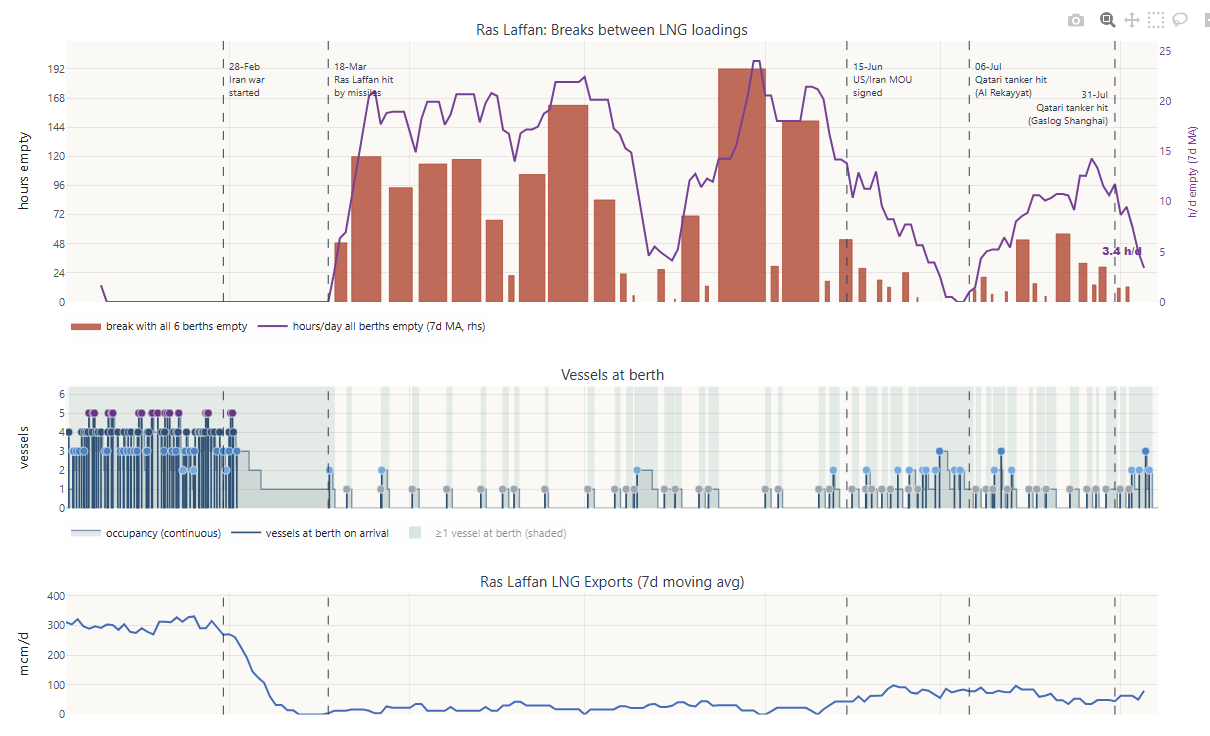 Ras Laffan: Breaks between LNG loadings
25
192
168
144
120
96
72
48
24
0
hours empty
20
15
10
5
0
h/d empty (7d MA)
28-Feb
Iran war
started
18-Mar
Ras Laffan hit
by missiles
15-Jun
US/Iran MOU
signed
06-Jul
Qatari tanker hit
(Al Rekayyat)
31-Jul
Qatari tanker hit
(Gaslog Shanghai)
3.4 h/d
break with all 6 berths empty
hours/day all berths empty (7d MA, rhs)
Vessels at berth
6
5
4
3
2
1
0
vessels
occupancy (continuous)
vessels at berth on arrival
≥1 vessel at berth (shaded)
Ras Laffan LNG Exports (7d moving avg)
400
300
200
100
0
mcm/d